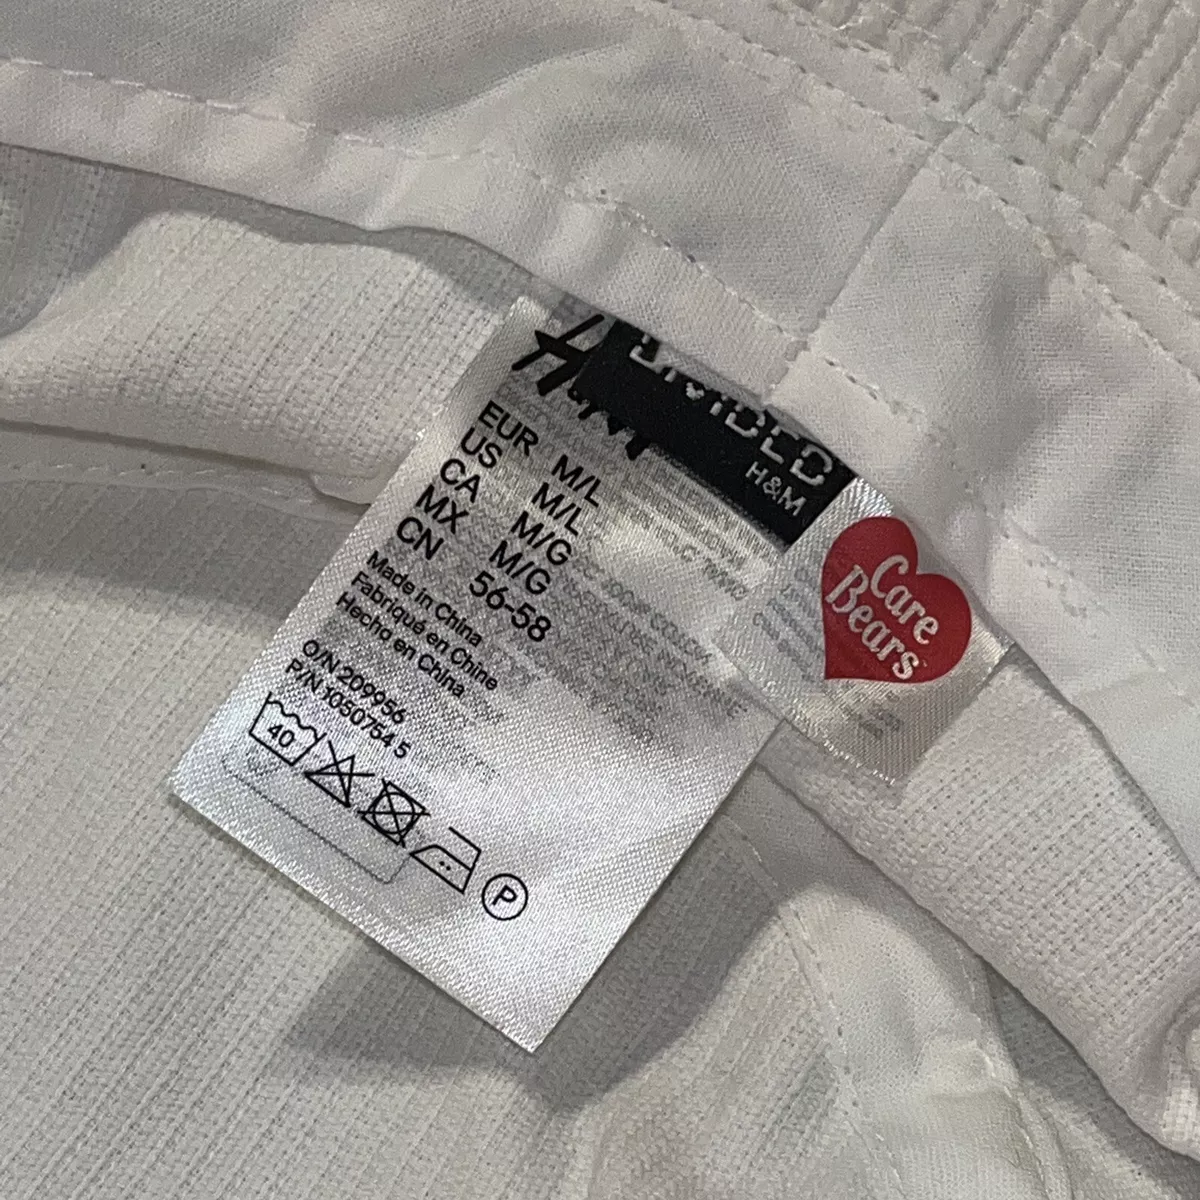 H&M
DIVIDED
H&M
EUR M/L
US M/L
CA M/G
MX M/G
CN 56-58
Made in China
Fabriqué en Chine
Hecho en China
O/N 209956
P/N 1050754 5
40
P
Care
Bears